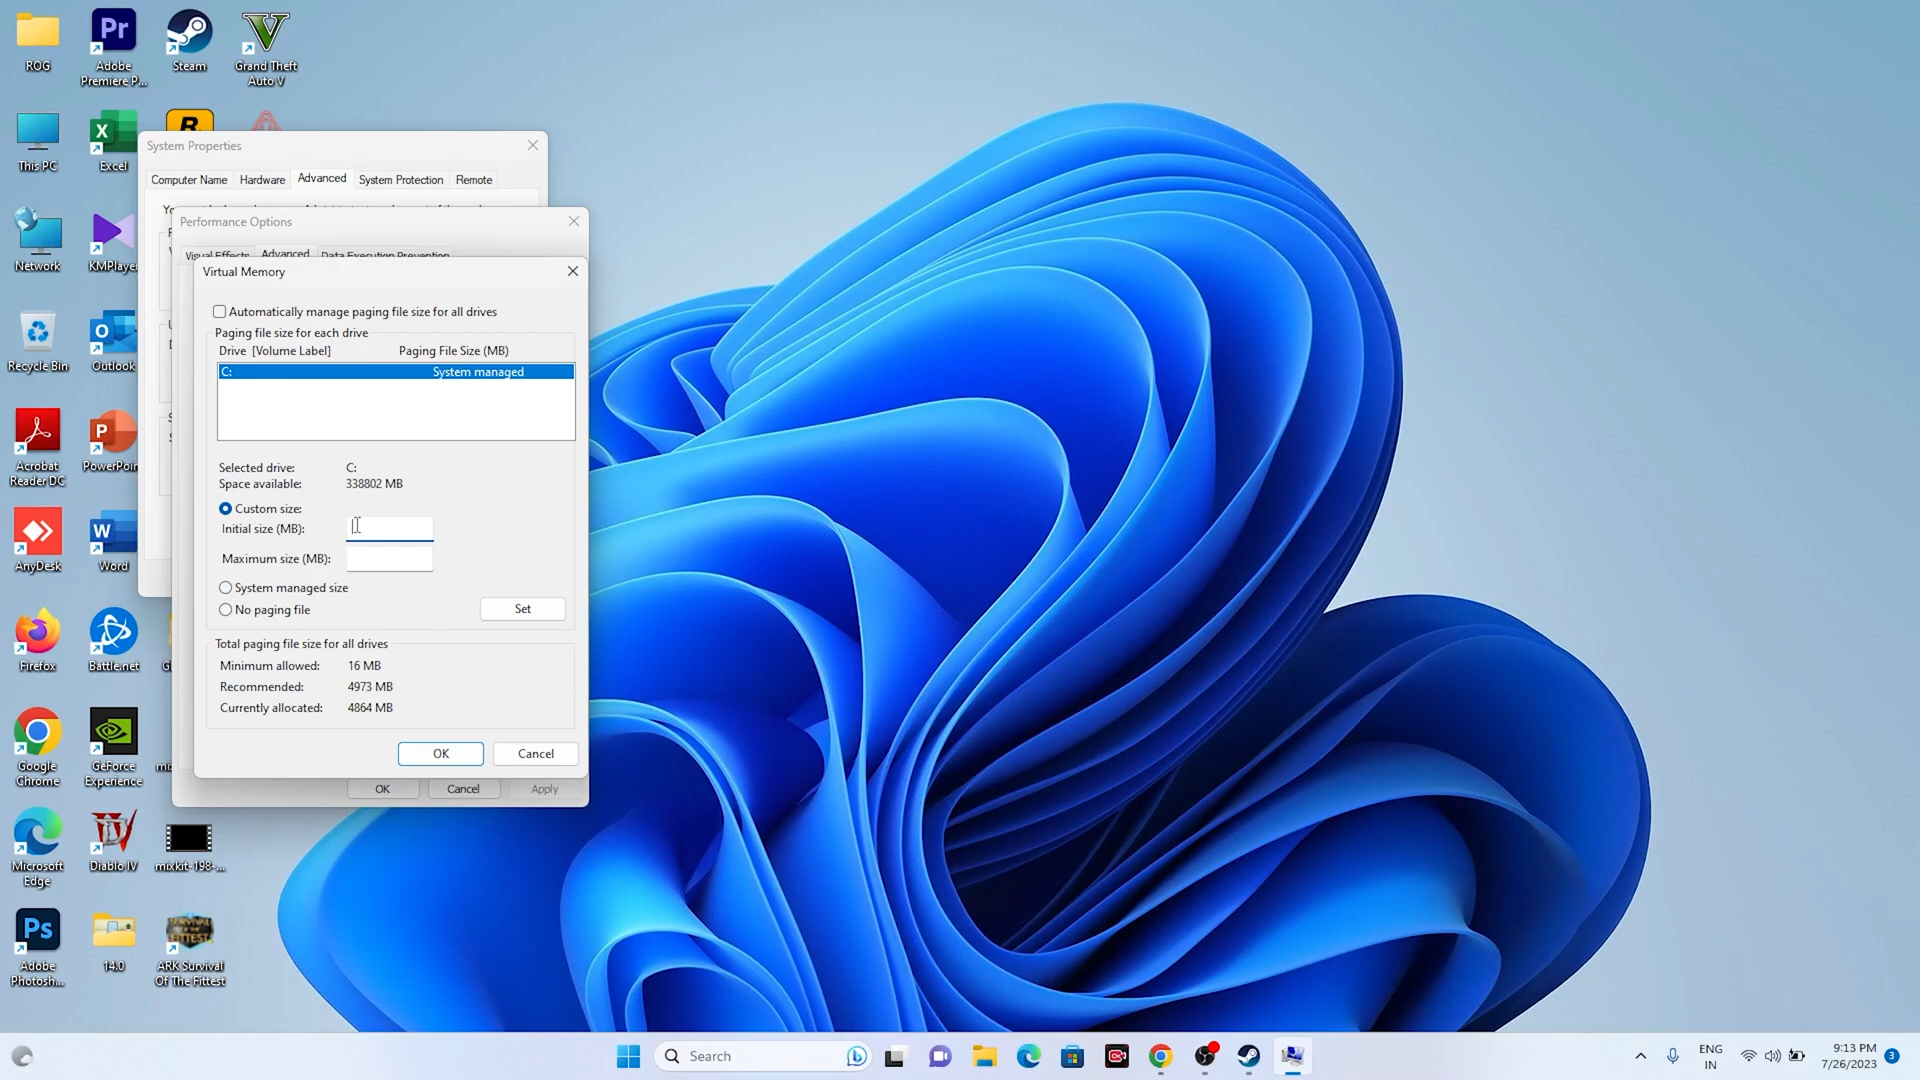 ROG
Pr
Adobe
Premiere P...
Steam
Grand Theft
Auto V
This PC
Excel
Network
KMPlayer
Recycle Bin
Outlook
Acrobat
Reader DC
PowerPoin
AnyDesk
Word
Firefox
Battle.net
Google
Chrome
GeForce
Experience
Microsoft
Edge
Diablo IV
mixkit-198-...
Ps
Adobe
Photosh...
14.0
ARK Survival
Of The Fittest
System Properties
Computer Name Hardware Advanced System Protection Remote
Performance Options
Visual Effects Advanced Data Execution Prevention
Virtual Memory
Automatically manage paging file size for all drives
Paging file size for each drive
Drive [Volume Label] Paging File Size (MB)
C: System managed
Selected drive: C:
Space available: 338802 MB
Custom size:
Initial size (MB):
Maximum size (MB):
System managed size
No paging file
Set
Total paging file size for all drives
Minimum allowed: 16 MB
Recommended: 4973 MB
Currently allocated: 4864 MB
OK Cancel
OK Cancel Apply
Search
ENG
IN
9:13 PM
7/26/2023
3